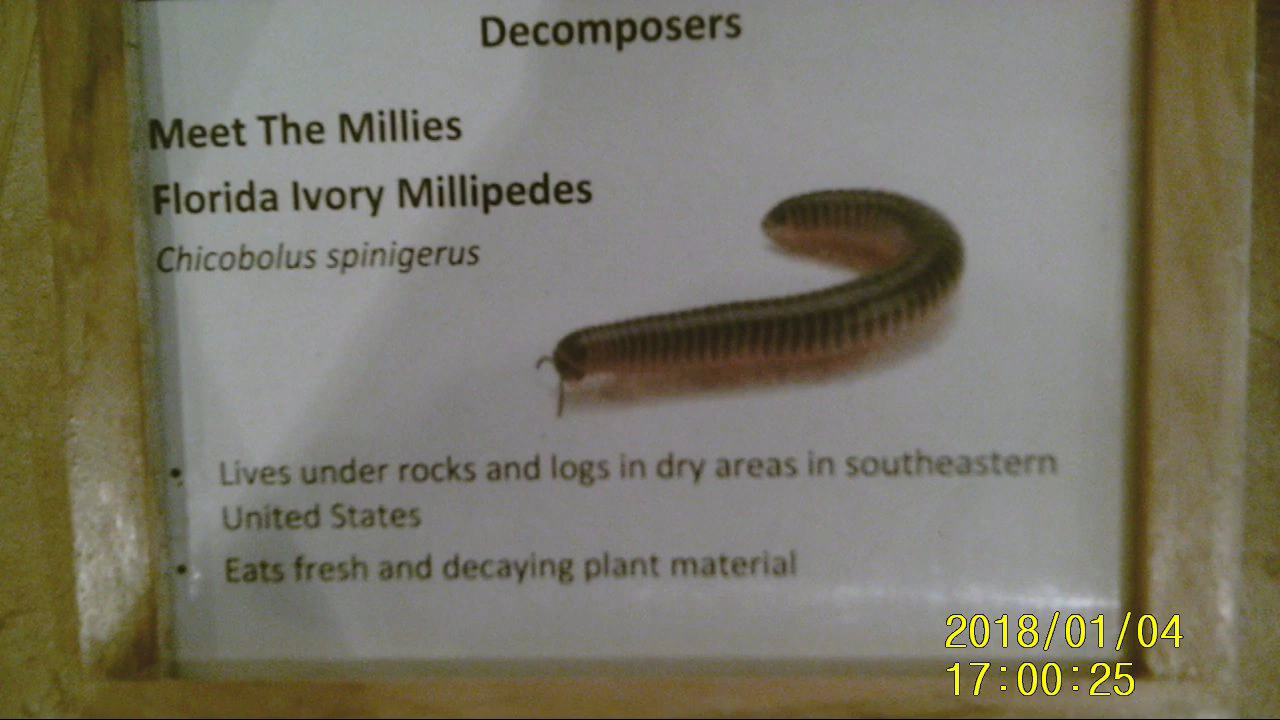 Decomposers
Meet The Millies
Florida Ivory Millipedes
Chicobolus spinigerus
• Lives under rocks and logs in dry areas in southeastern
United States
• Eats fresh and decaying plant material
2018/01/04
17:00:25